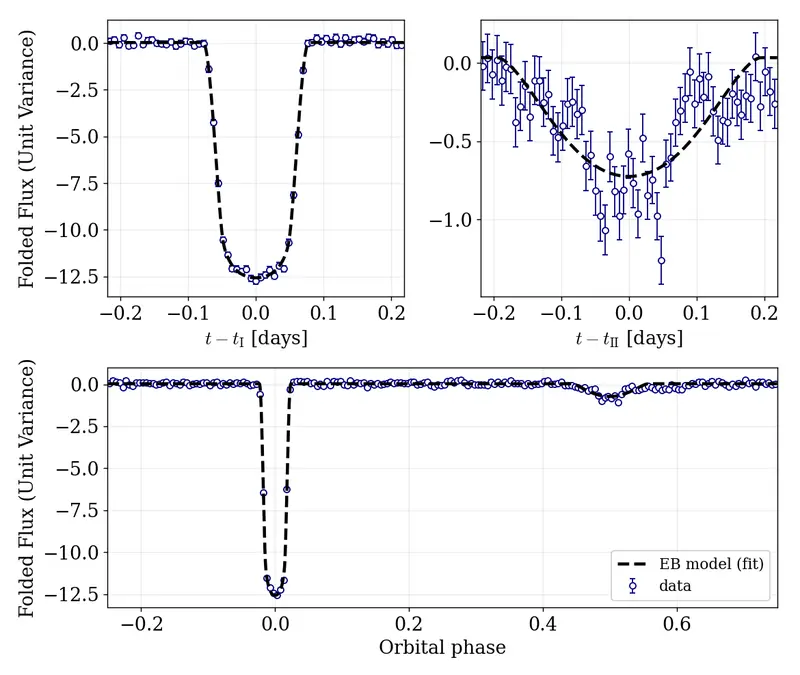 Folded Flux (Unit Variance)
0.0
−2.5
−5.0
−7.5
−10.0
−12.5
−0.2 −0.1 0.0 0.1 0.2
t − tI [days]
0.0
−0.5
−1.0
−0.2 −0.1 0.0 0.1 0.2
t − tII [days]
Folded Flux (Unit Variance)
0.0
−2.5
−5.0
−7.5
−10.0
−12.5
EB model (fit)
data
−0.2 0.0 0.2 0.4 0.6
Orbital phase